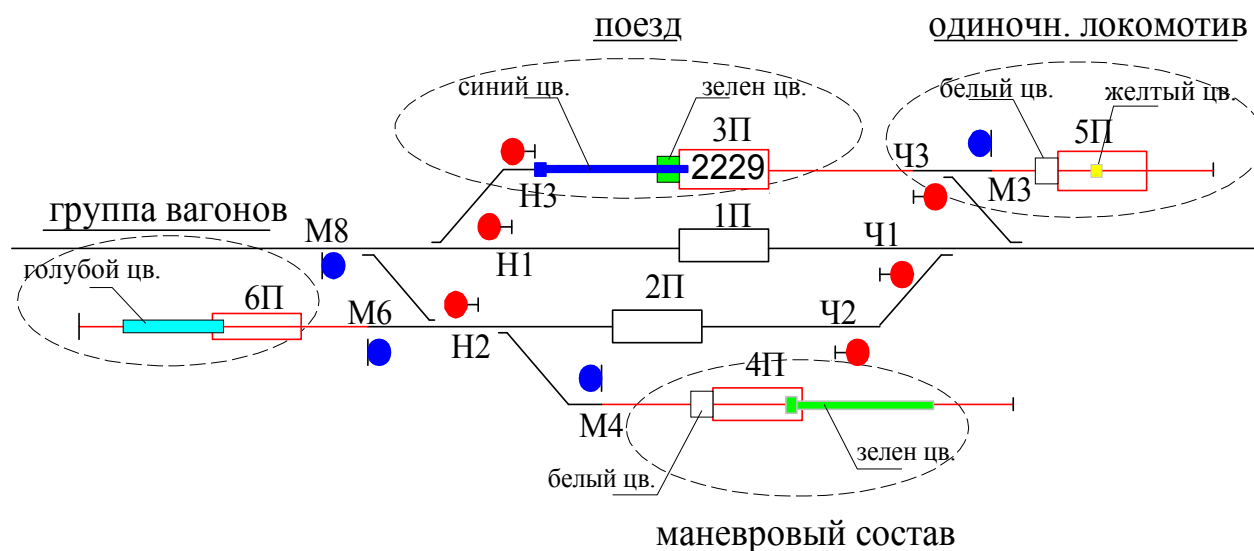 поезд
одиночн. локомотив
синий цв.
зелен цв.
белый цв.
желтый цв.
3П
5П
2229
Ч3
Н3
М3
группа вагонов
М8
1П
Ч1
Н1
голубой цв.
6П
М6
2П
Ч2
Н2
4П
М4
белый цв.
зелен цв.
маневровый состав